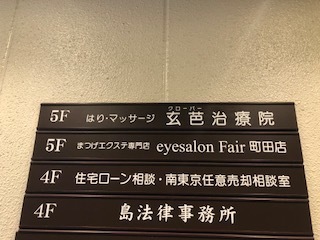 5F はり・マッサージ 玄芭治療院
クローバー
5F まつげエクステ専門店 eyesalon Fair 町田店
4F 住宅ローン相談・南東京任意売却相談室
4F 島法律事務所